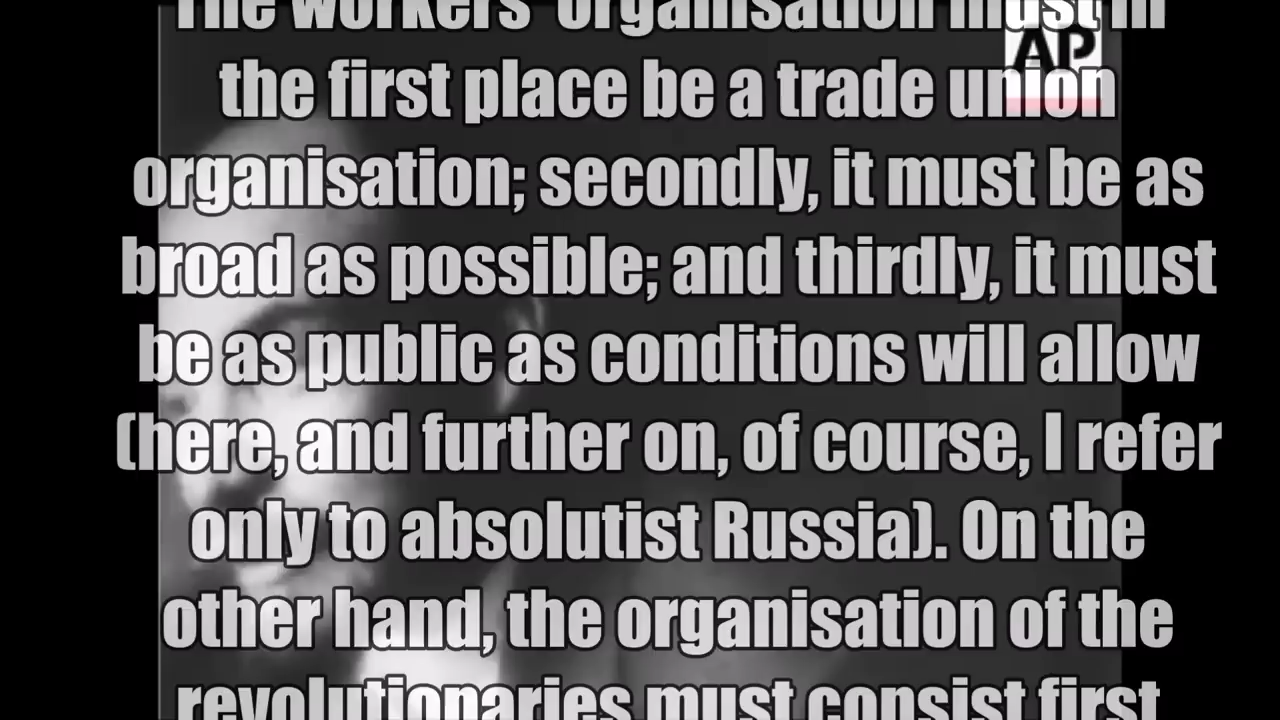 The workers' organisation must in
the first place be a trade union
organisation; secondly, it must be as
broad as possible; and thirdly, it must
be as public as conditions will allow
(here, and further on, of course, I refer
only to absolutist Russia). On the
other hand, the organisation of the
revolutionaries must consist first
AP